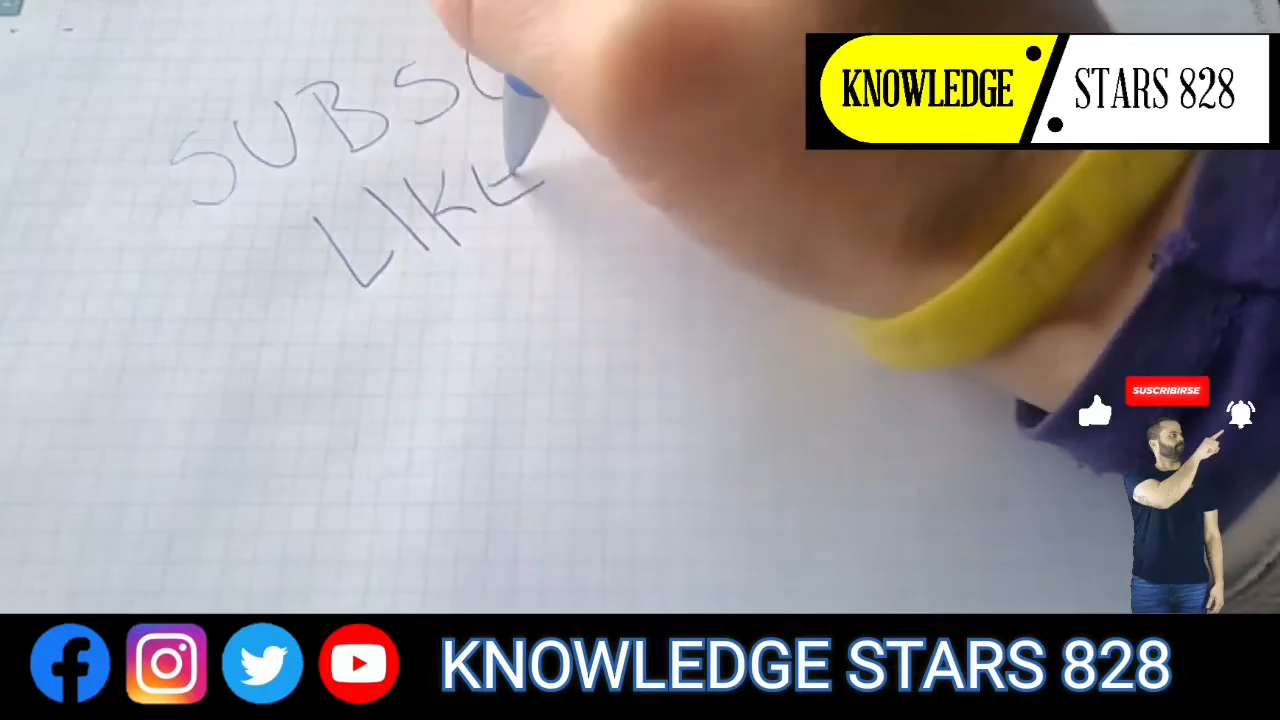 KNOWLEDGE STARS 828
SUBSC
LIKE
SUSCRIBIRSE
KNOWLEDGE STARS 828